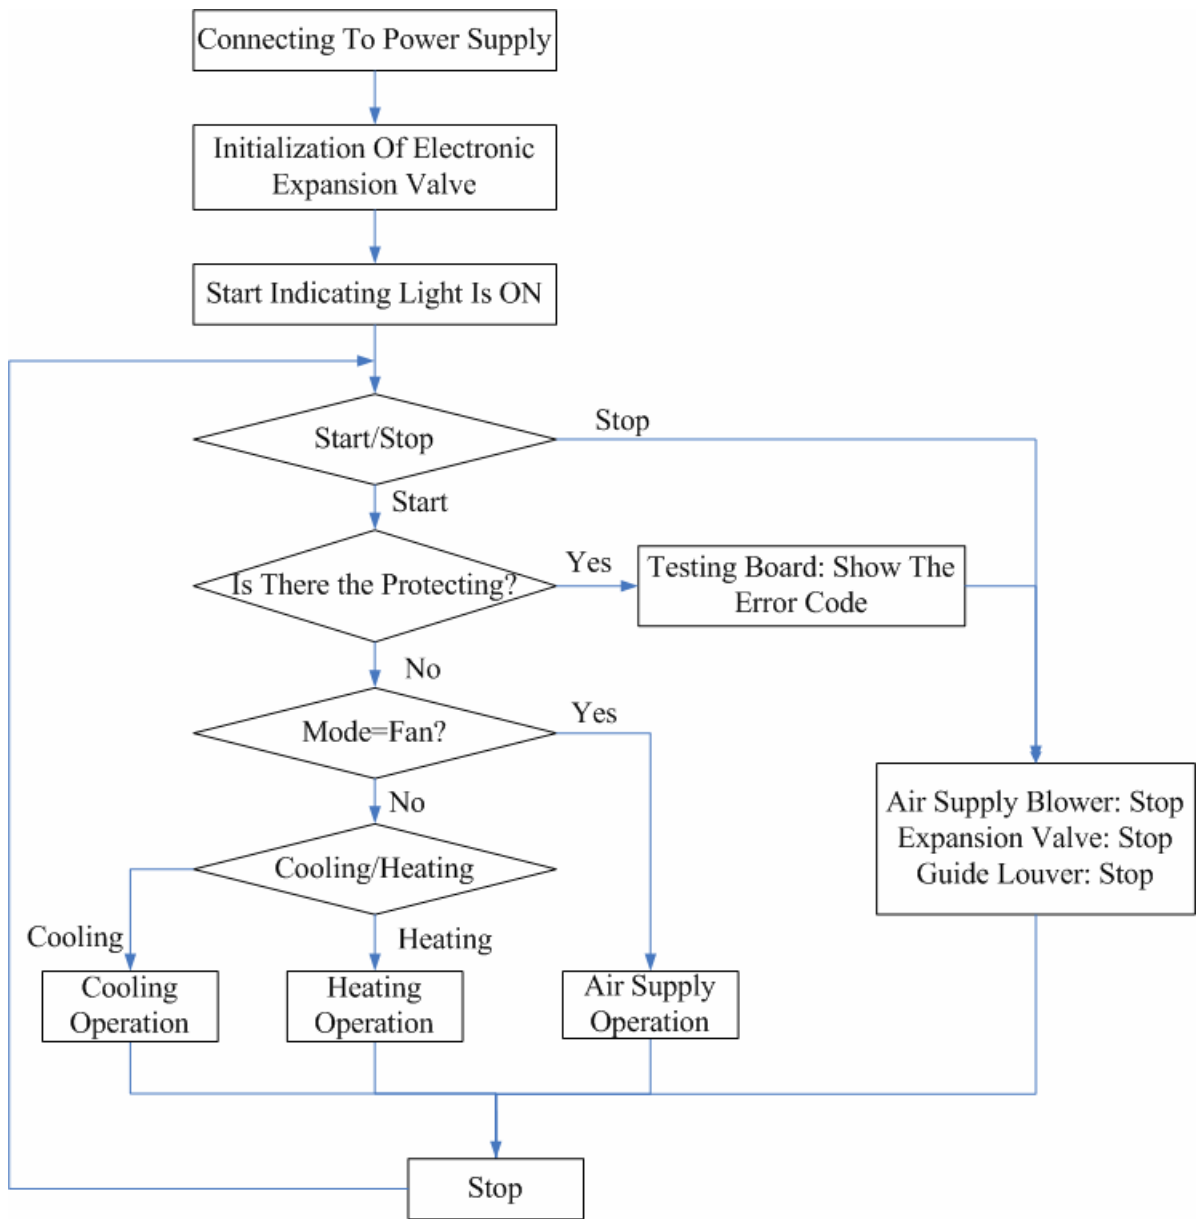 Connecting To Power Supply
Initialization Of Electronic
Expansion Valve
Start Indicating Light Is ON
Start/Stop
Stop
Start
Is There the Protecting?
Yes
Testing Board: Show The
Error Code
No
Mode=Fan?
Yes
No
Air Supply Blower: Stop
Expansion Valve: Stop
Guide Louver: Stop
Cooling/Heating
Cooling
Heating
Cooling
Operation
Heating
Operation
Air Supply
Operation
Stop